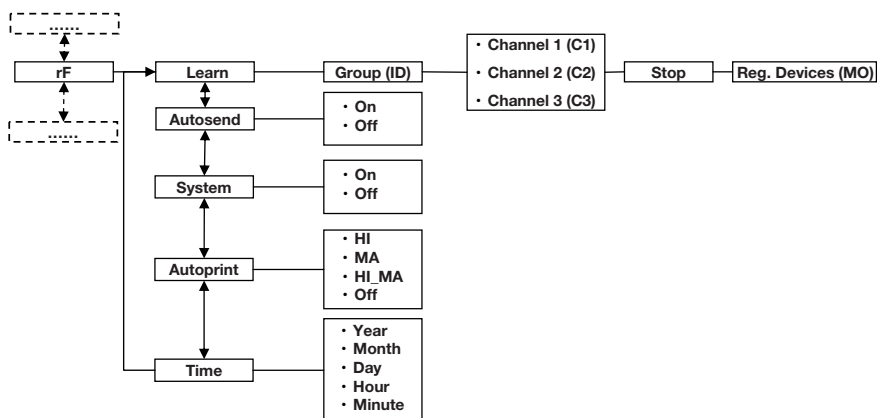 ......
rF
......
Learn
Group (ID)
· Channel 1 (C1)
· Channel 2 (C2)
· Channel 3 (C3)
Stop
Reg. Devices (MO)
Autosend
· On
· Off
System
· On
· Off
Autoprint
· HI
· MA
· HI_MA
· Off
Time
· Year
· Month
· Day
· Hour
· Minute